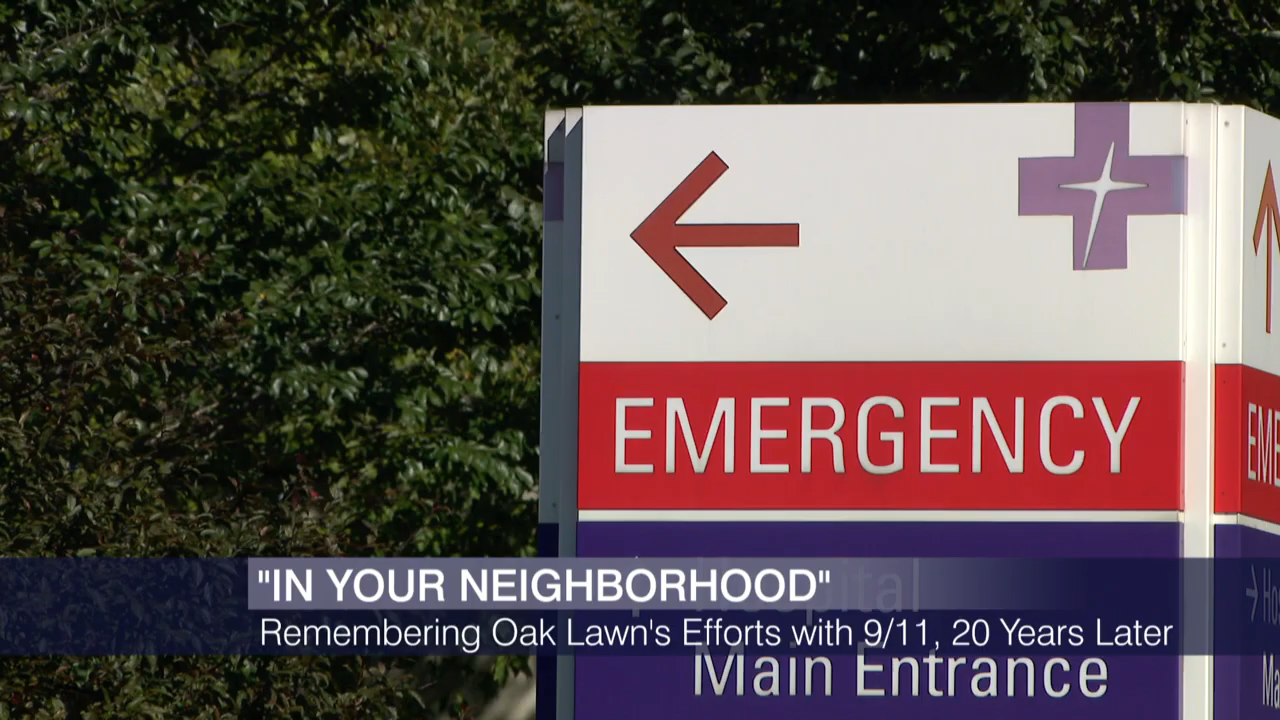 EMERGENCY
"IN YOUR NEIGHBORHOOD"
Hospital
Remembering Oak Lawn's Efforts with 9/11, 20 Years Later
Main Entrance